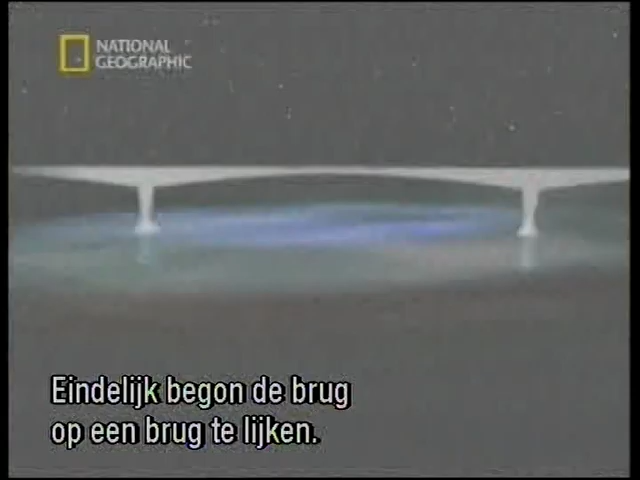 NATIONAL
GEOGRAPHIC
Eindelijk begon de brug
op een brug te lijken.